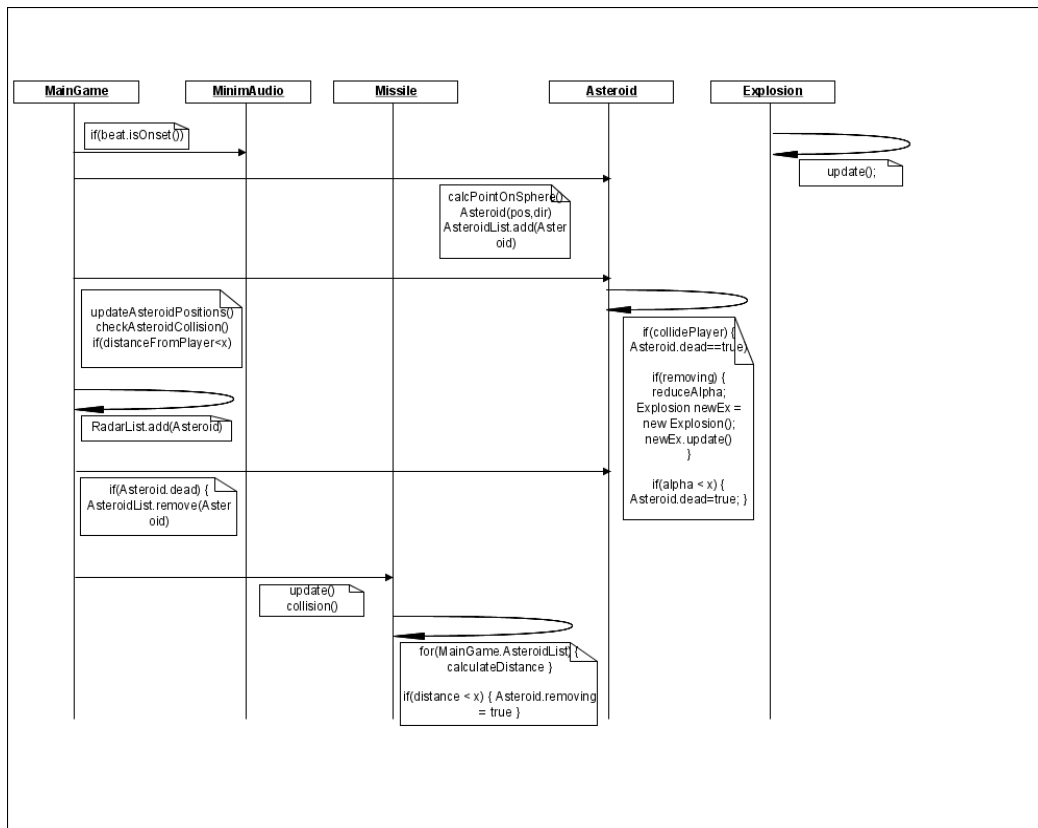 MainGame
MinimAudio
Missile
Asteroid
Explosion
if(beat.isOnset())
update();
calcPointOnSphere()
Asteroid(pos,dir)
AsteroidList.add(Aster
oid)
updateAsteroidPositions()
checkAsteroidCollision()
if(distanceFromPlayer<x)
if(collidePlayer) {
Asteroid.dead==true}
if(removing) {
reduceAlpha;
Explosion newEx =
new Explosion();
newEx.update()
}
if(alpha < x) {
Asteroid.dead=true; }
RadarList.add(Asteroid)
if(Asteroid.dead) {
AsteroidList.remove(Aster
oid)
update()
collision()
for(MainGame.AsteroidList) {
calculateDistance }
if(distance < x) { Asteroid.removing
= true }